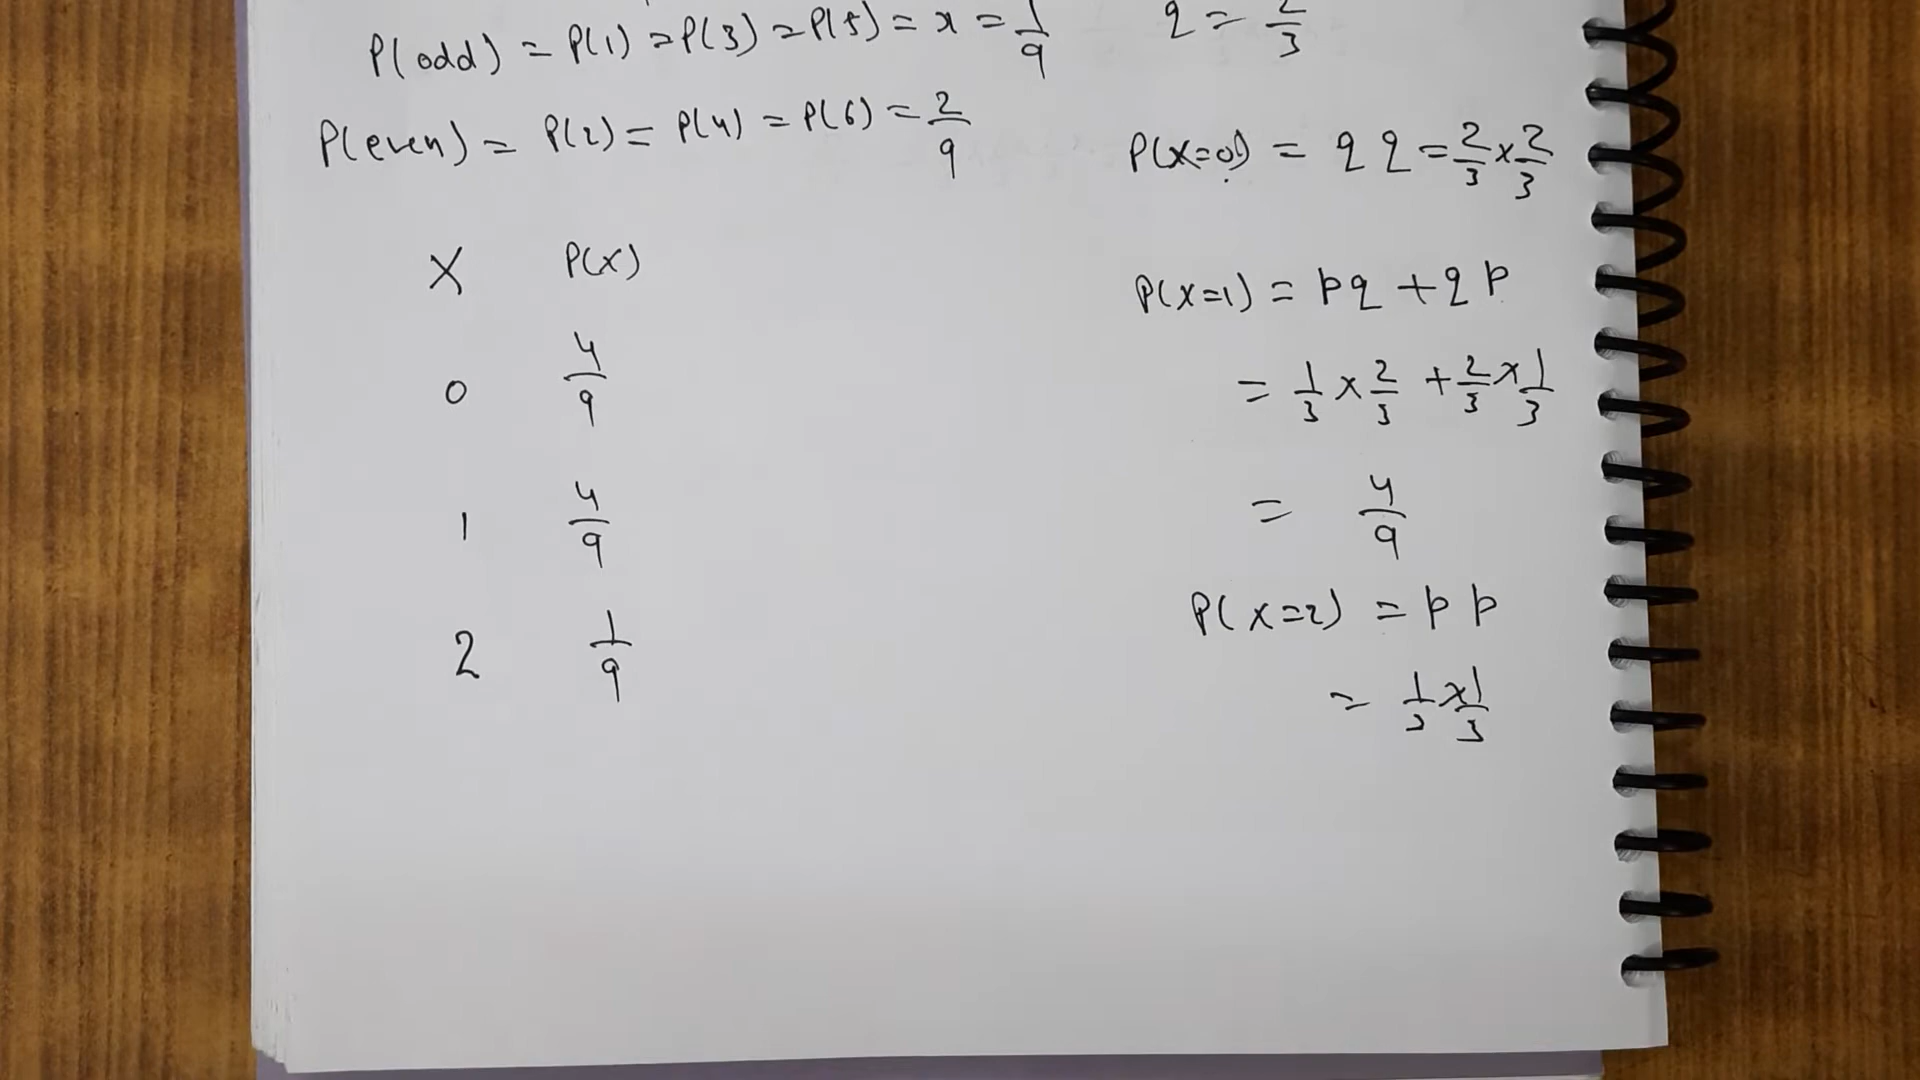 P(odd) = P(1) = P(3) = P(5) = x = 1/9
q = 2/3
P(even) = P(2) = P(4) = P(6) = 2/9
P(X=0) = q q = 2/3 × 2/3
X P(X)
0 4/9
1 4/9
2 1/9
P(X=1) = p q + q p
= 1/3 × 2/3 + 2/3 × 1/3
= 4/9
P(X=2) = p p
= 1/3 × 1/3